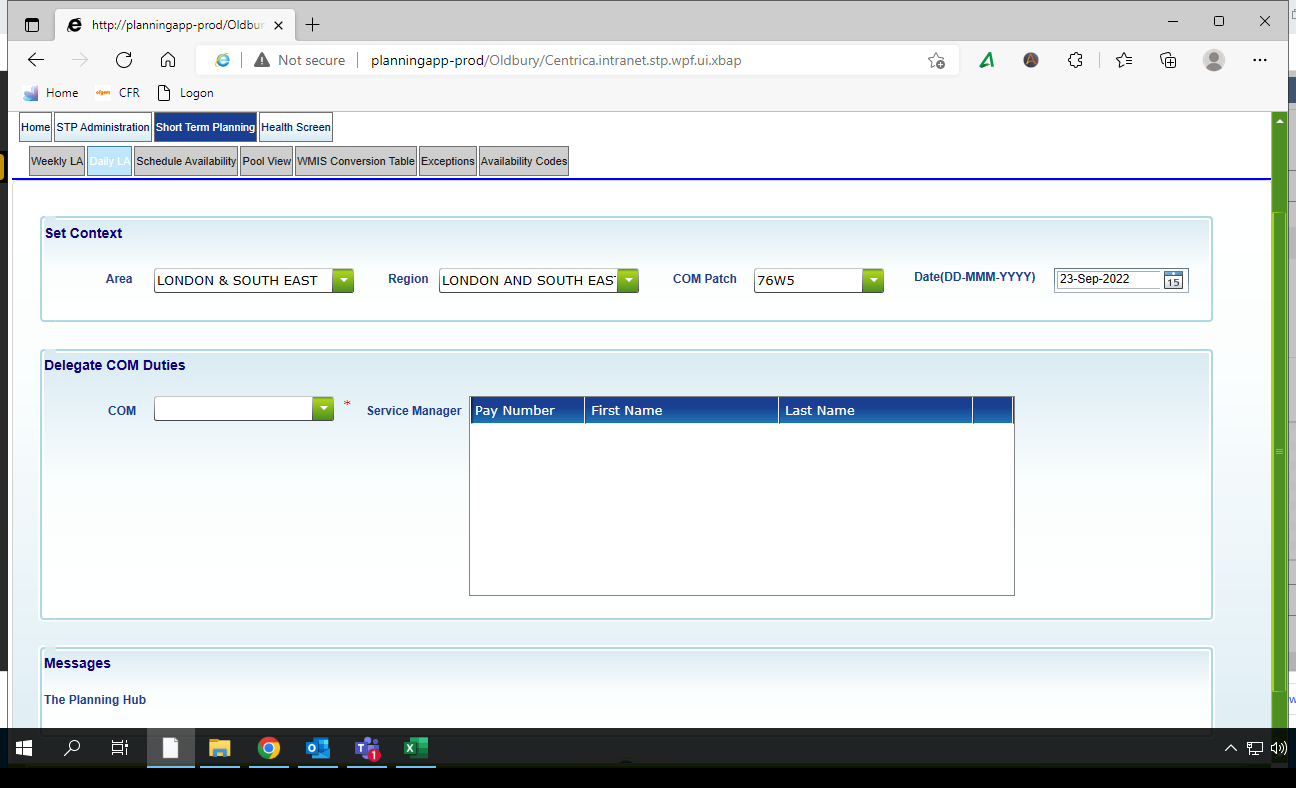 http://planningapp-prod/Oldbur
Not secure planningapp-prod/Oldbury/Centrica.intranet.stp.wpf.ui.xbap
Home CFR Logon
Home STP Administration Short Term Planning Health Screen
Weekly LA Daily LA Schedule Availability Pool View WMIS Conversion Table Exceptions Availability Codes
Set Context
Area LONDON & SOUTH EAST Region LONDON AND SOUTH EAS COM Patch 76W5 Date(DD-MMM-YYYY) 23-Sep-2022 15
Delegate COM Duties
COM * Service Manager Pay Number First Name Last Name
Messages
The Planning Hub
1